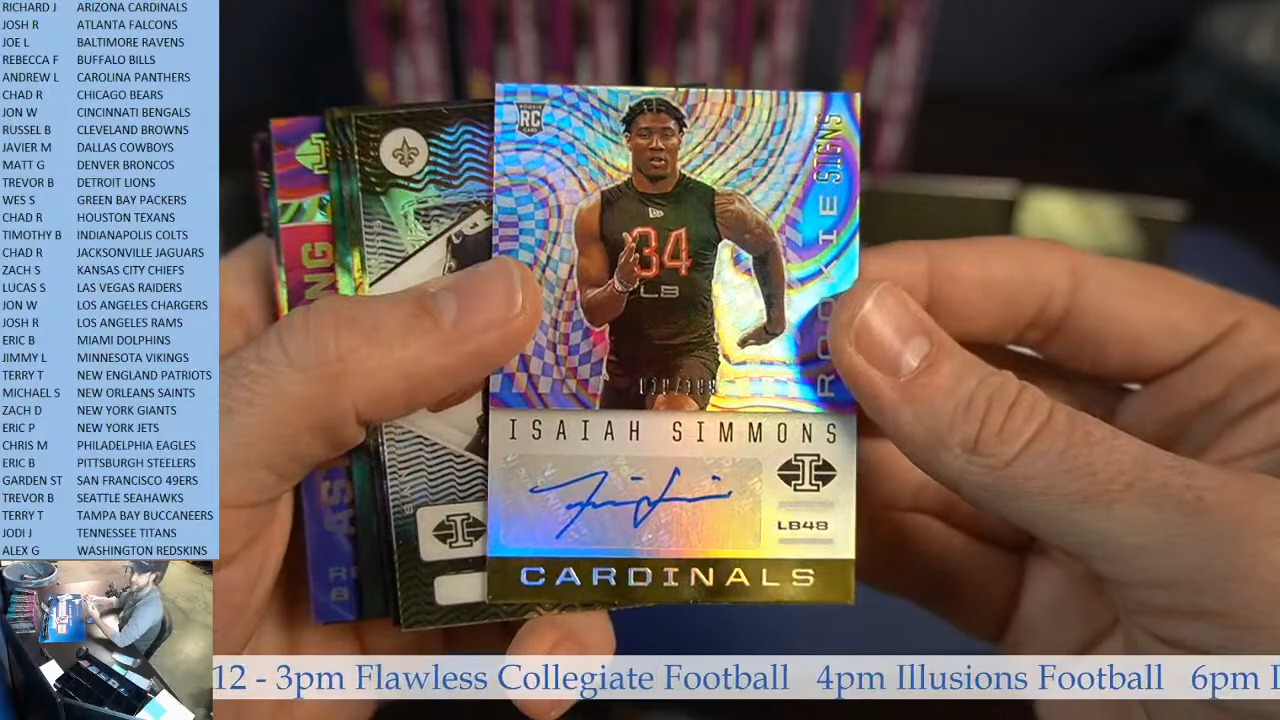 RICHARD J ARIZONA CARDINALS
JOSH R ATLANTA FALCONS
JOE L BALTIMORE RAVENS
REBECCA F BUFFALO BILLS
ANDREW L CAROLINA PANTHERS
CHAD R CHICAGO BEARS
JON W CINCINNATI BENGALS
RUSSEL B CLEVELAND BROWNS
JAVIER M DALLAS COWBOYS
MATT G DENVER BRONCOS
TREVOR B DETROIT LIONS
WES S GREEN BAY PACKERS
CHAD R HOUSTON TEXANS
TIMOTHY B INDIANAPOLIS COLTS
CHAD R JACKSONVILLE JAGUARS
ZACH S KANSAS CITY CHIEFS
LUCAS S LAS VEGAS RAIDERS
JON W LOS ANGELES CHARGERS
JOSH R LOS ANGELES RAMS
ERIC B MIAMI DOLPHINS
JIMMY L MINNESOTA VIKINGS
TERRY T NEW ENGLAND PATRIOTS
MICHAEL S NEW ORLEANS SAINTS
ZACH D NEW YORK GIANTS
ERIC P NEW YORK JETS
CHRIS M PHILADELPHIA EAGLES
ERIC B PITTSBURGH STEELERS
GARDEN ST SAN FRANCISCO 49ERS
TREVOR B SEATTLE SEAHAWKS
TERRY T TAMPA BAY BUCCANEERS
JODI J TENNESSEE TITANS
ALEX G WASHINGTON REDSKINS
ROOKIE
RC
CARD
ROOKIE SIGNS
34
LB
ISAIAH SIMMONS
I
LB48
CARDINALS
12 - 3pm Flawless Collegiate Football 4pm Illusions Football 6pm